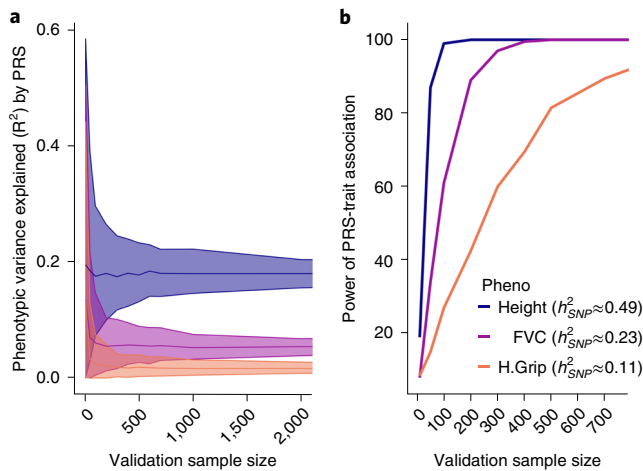 a
Phenotypic variance explained (R²) by PRS
0.6
0.4
0.2
0.0
0
500
1,000
1,500
2,000
Validation sample size
b
Power of PRS-trait association
100
80
60
40
20
Pheno
Height (h²SNP≈0.49)
FVC (h²SNP≈0.23)
H.Grip (h²SNP≈0.11)
0
100
200
300
400
500
600
700
Validation sample size